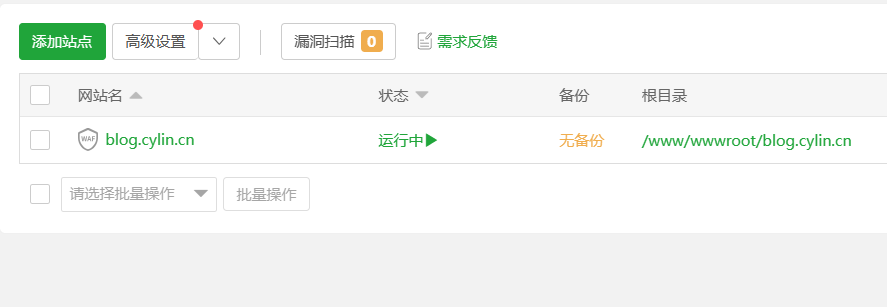 添加站点 高级设置 漏洞扫描 0 需求反馈
网站名 状态 备份 根目录
WAF blog.cylin.cn 运行中 无备份 /www/wwwroot/blog.cylin.cn
请选择批量操作 批量操作